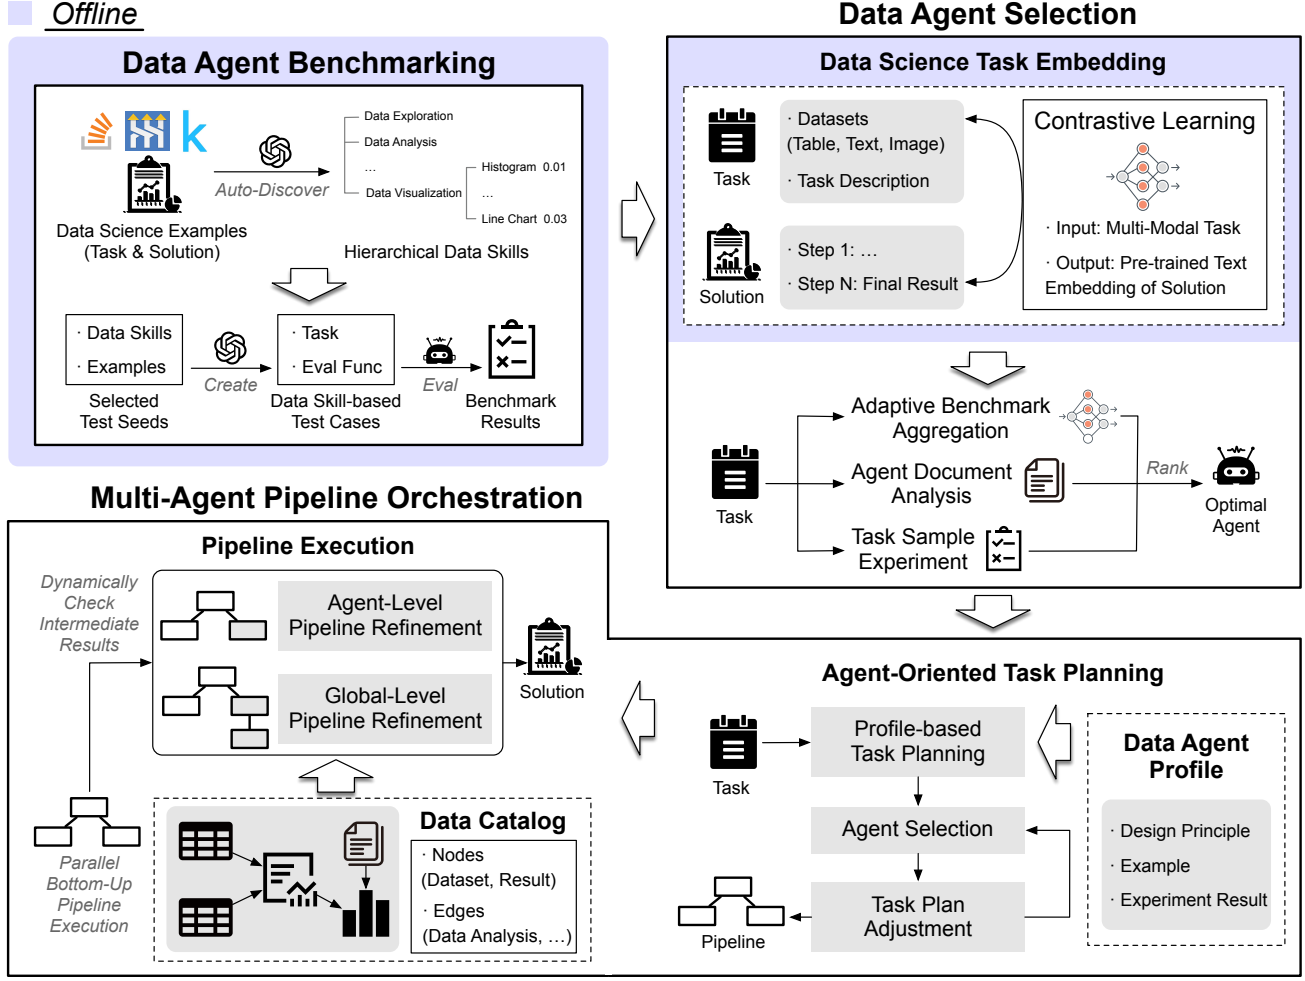 Offline
Data Agent Benchmarking
k
Data Science Examples
(Task & Solution)
Auto-Discover
Data Exploration
Data Analysis
...
Data Visualization
Histogram 0.01
...
Line Chart 0.03
Hierarchical Data Skills
· Data Skills
· Examples
Selected
Test Seeds
Create
· Task
· Eval Func
Data Skill-based
Test Cases
Eval
Benchmark
Results
Data Agent Selection
Data Science Task Embedding
Task
· Datasets
(Table, Text, Image)
· Task Description
Solution
· Step 1: ...
· Step N: Final Result
Contrastive Learning
· Input: Multi-Modal Task
· Output: Pre-trained Text
Embedding of Solution
Task
Adaptive Benchmark
Aggregation
Agent Document
Analysis
Task Sample
Experiment
Rank
Optimal
Agent
Multi-Agent Pipeline Orchestration
Pipeline Execution
Dynamically
Check
Intermediate
Results
Agent-Level
Pipeline Refinement
Global-Level
Pipeline Refinement
Solution
Parallel
Bottom-Up
Pipeline
Execution
Data Catalog
· Nodes
(Dataset, Result)
· Edges
(Data Analysis, ...)
Agent-Oriented Task Planning
Task
Profile-based
Task Planning
Agent Selection
Task Plan
Adjustment
Pipeline
Data Agent
Profile
· Design Principle
· Example
· Experiment Result